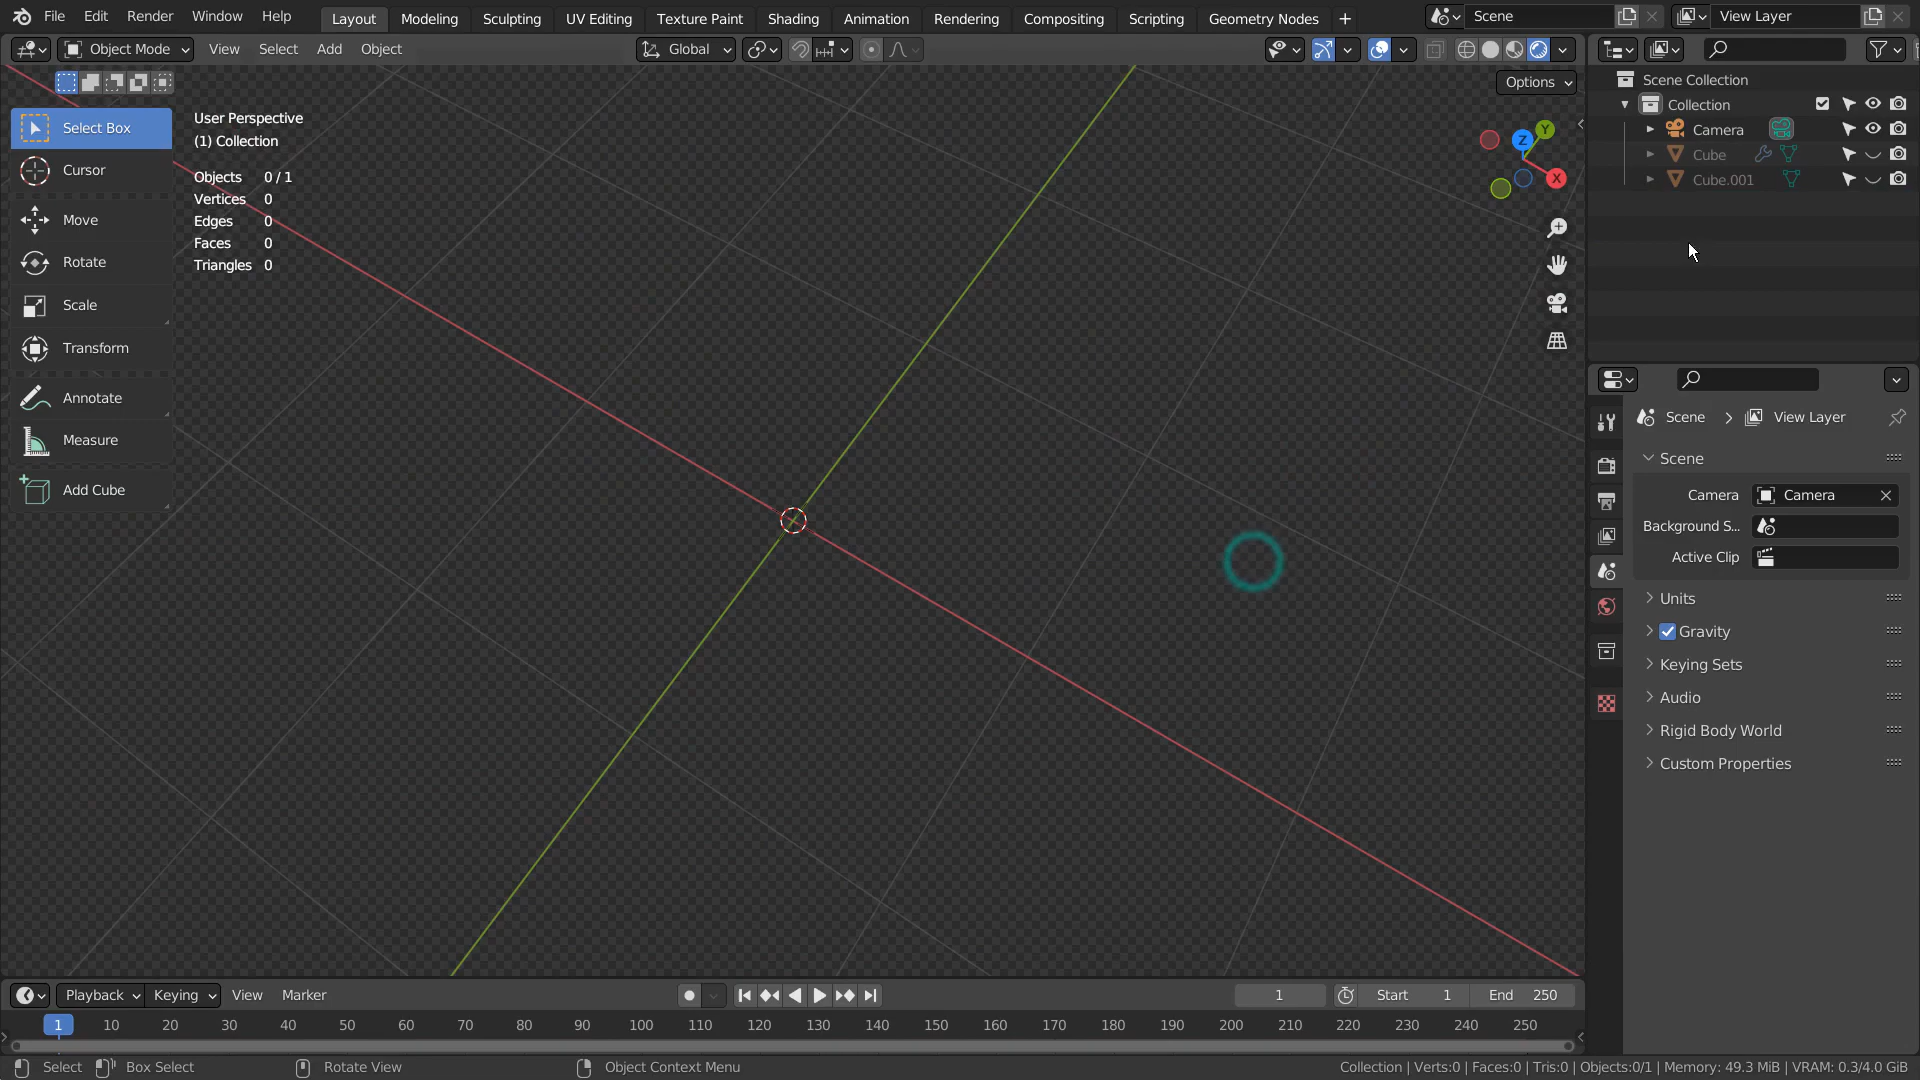 File Edit Render Window Help Layout Modeling Sculpting UV Editing Texture Paint Shading Animation Rendering Compositing Scripting Geometry Nodes + Scene View Layer
Object Mode View Select Add Object Global
Options
Select Box
Cursor
Move
Rotate
Scale
Transform
Annotate
Measure
Add Cube
User Perspective
(1) Collection
Objects 0 / 1
Vertices 0
Edges 0
Faces 0
Triangles 0
Y
Z
X
Scene Collection
Collection
Camera
Cube
Cube.001
Scene View Layer
Scene
Camera Camera
Background S...
Active Clip
Units
Gravity
Keying Sets
Audio
Rigid Body World
Custom Properties
Playback Keying View Marker 1 Start 1 End 250
1 10 20 30 40 50 60 70 80 90 100 110 120 130 140 150 160 170 180 190 200 210 220 230 240 250
Select Box Select Rotate View Object Context Menu Collection | Verts:0 | Faces:0 | Tris:0 | Objects:0/1 | Memory: 49.3 MiB | VRAM: 0.3/4.0 GiB